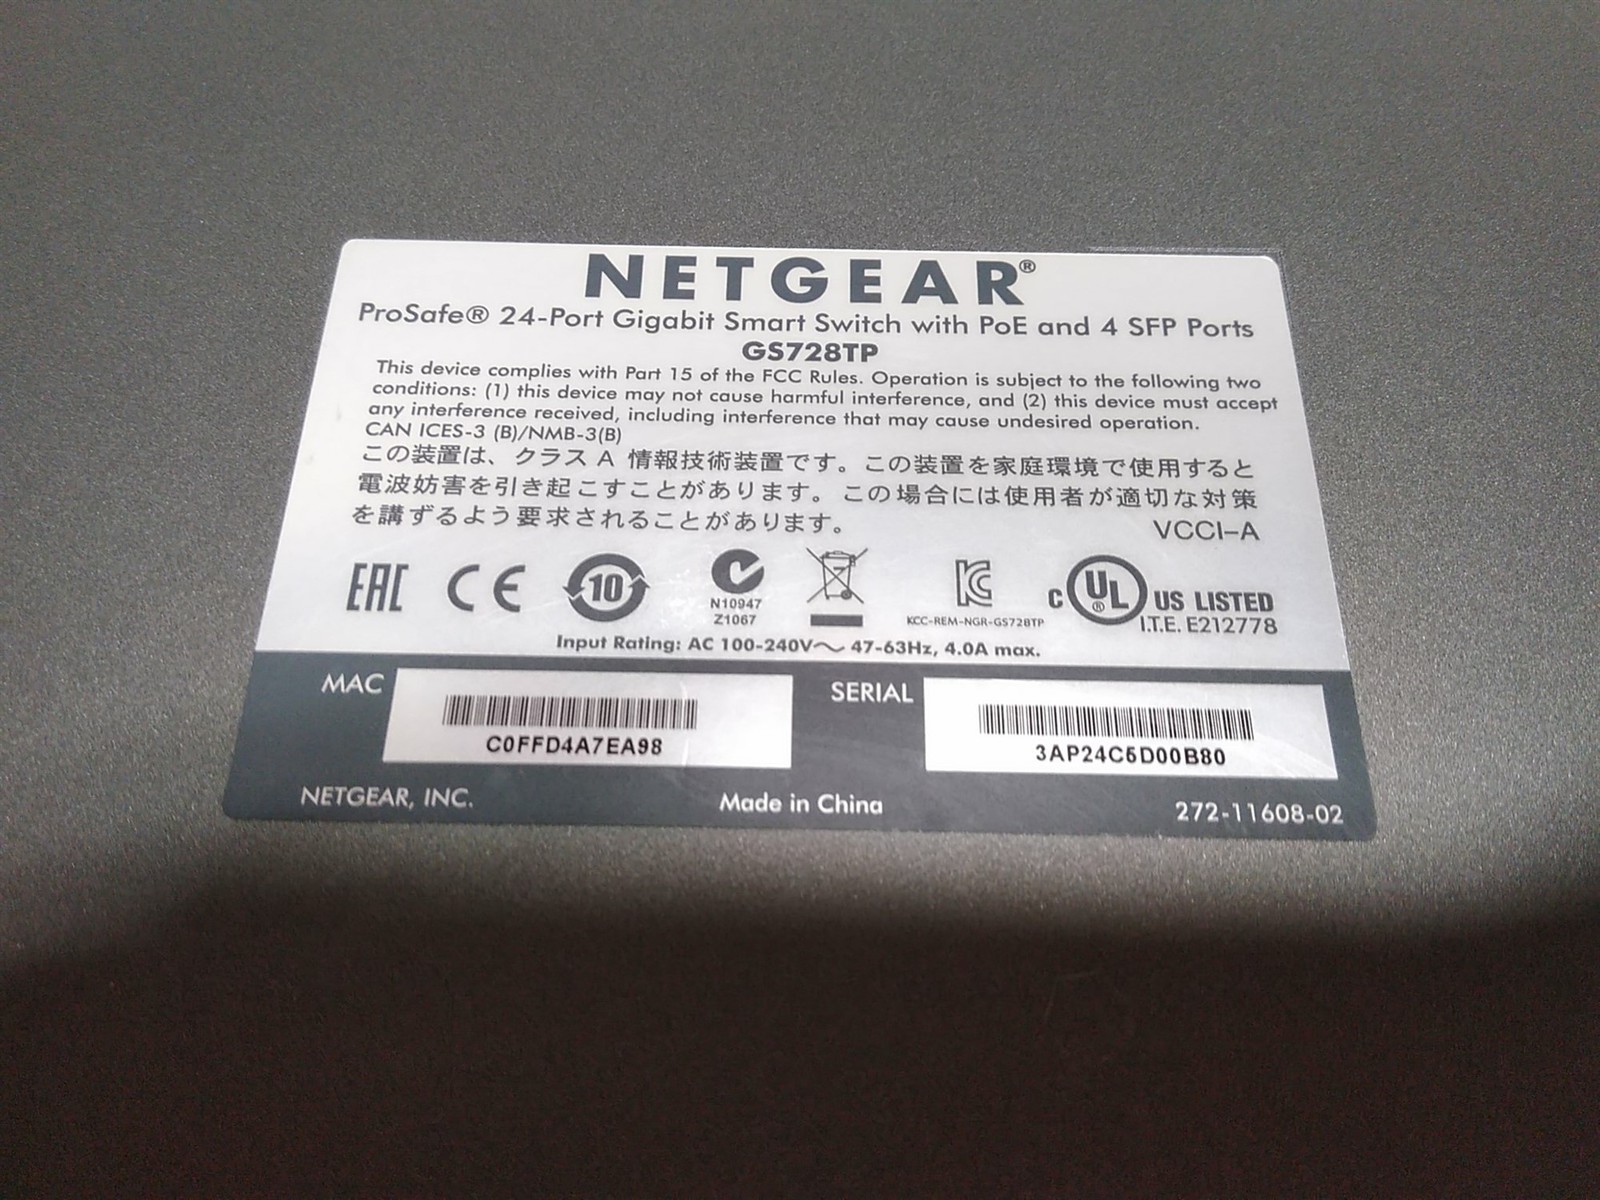 NETGEAR®
ProSafe® 24-Port Gigabit Smart Switch with PoE and 4 SFP Ports
GS728TP
This device complies with Part 15 of the FCC Rules. Operation is subject to the following two
conditions: (1) this device may not cause harmful interference, and (2) this device must accept
any interference received, including interference that may cause undesired operation.
CAN ICES-3 (B)/NMB-3(B)
この装置は、クラス A 情報技術装置です。この装置を家庭環境で使用すると
電波妨害を引き起こすことがあります。この場合には使用者が適切な対策
を講ずるよう要求されることがあります。 VCCI-A
EAC CE 10 N10947 Z1067 KCC-REM-NGR-GS728TP C UL® US LISTED
I.T.E. E212778
Input Rating: AC 100-240V～ 47-63Hz, 4.0A max.
MAC SERIAL
C0FFD4A7EA98 3AP24C5D00B80
NETGEAR, INC. Made in China 272-11608-02